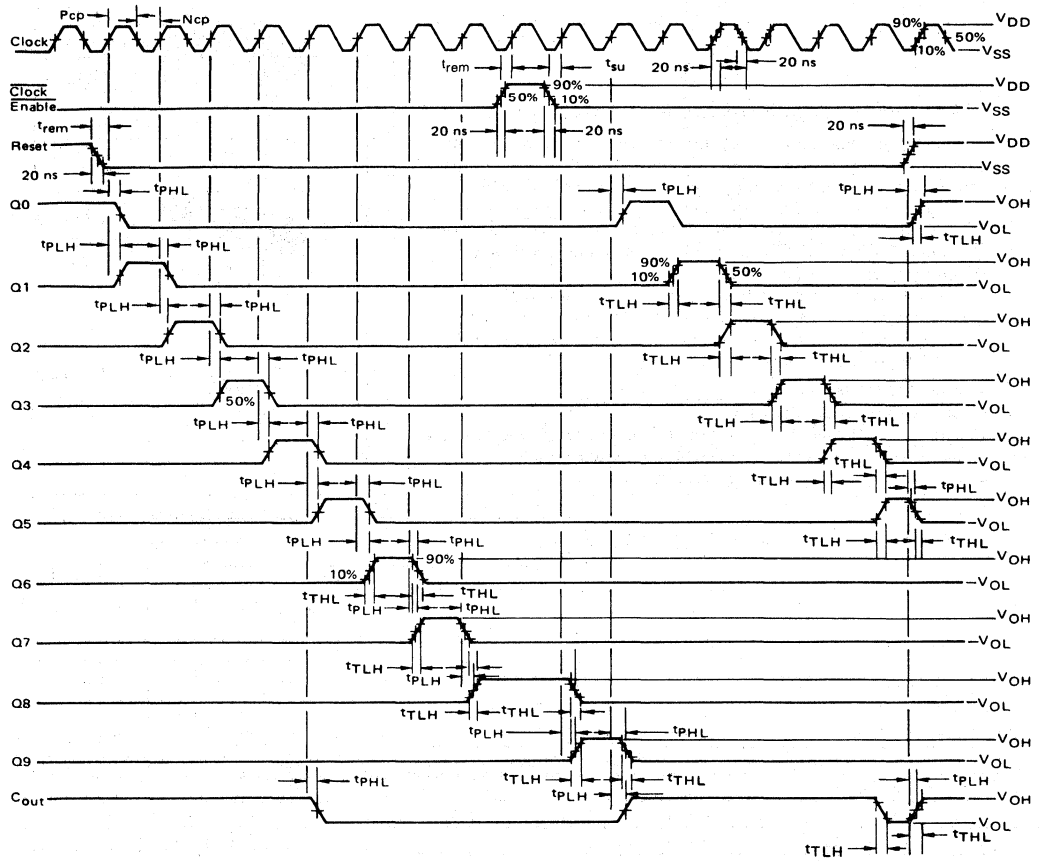 Pcp Ncp 90% VDD
Clock 50%
10% VSS
trem tsu 20 ns 20 ns
Clock 90% VDD
Enable 50% 10% VSS
trem 20 ns 20 ns 20 ns
Reset VDD
20 ns VSS
tPHL tPLH tPLH
Q0 VOH
VOL
tPLH tPHL tTLH
90% 50% VOH
Q1 10% VOL
tPLH tPHL tTLH tTHL
VOH
Q2 VOL
tPLH tPHL tTLH tTHL
VOH
Q3 50% VOL
tPLH tPHL tTLH tTHL
VOH
Q4 tTHL VOL
tPLH tPHL tTLH tPHL
VOH
Q5 VOL
tPLH tPHL tTLH tTHL
90% VOH
Q6 10% VOL
tTHL tTHL
tPLH tPHL
VOH
Q7 VOL
tTLH tPLH
VOH
Q8 VOL
tTLH tTHL
tPLH tPHL
VOH
Q9 VOL
tPHL tTLH tTHL tPLH
tPLH
Cout VOH
VOL
tTHL
tTLH